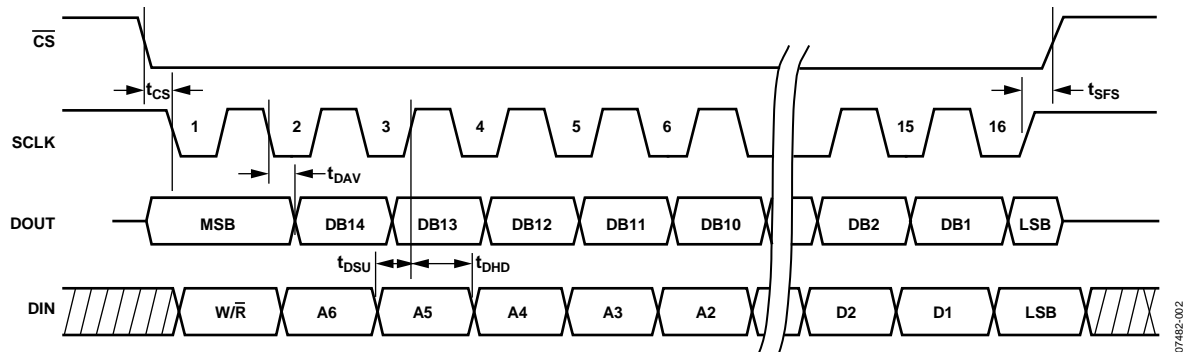 CS
tCS
tSFS
SCLK
1
2
3
4
5
6
15
16
tDAV
DOUT
MSB
DB14
DB13
DB12
DB11
DB10
DB2
DB1
LSB
tDSU
tDHD
DIN
W/R
A6
A5
A4
A3
A2
D2
D1
LSB
07482-002